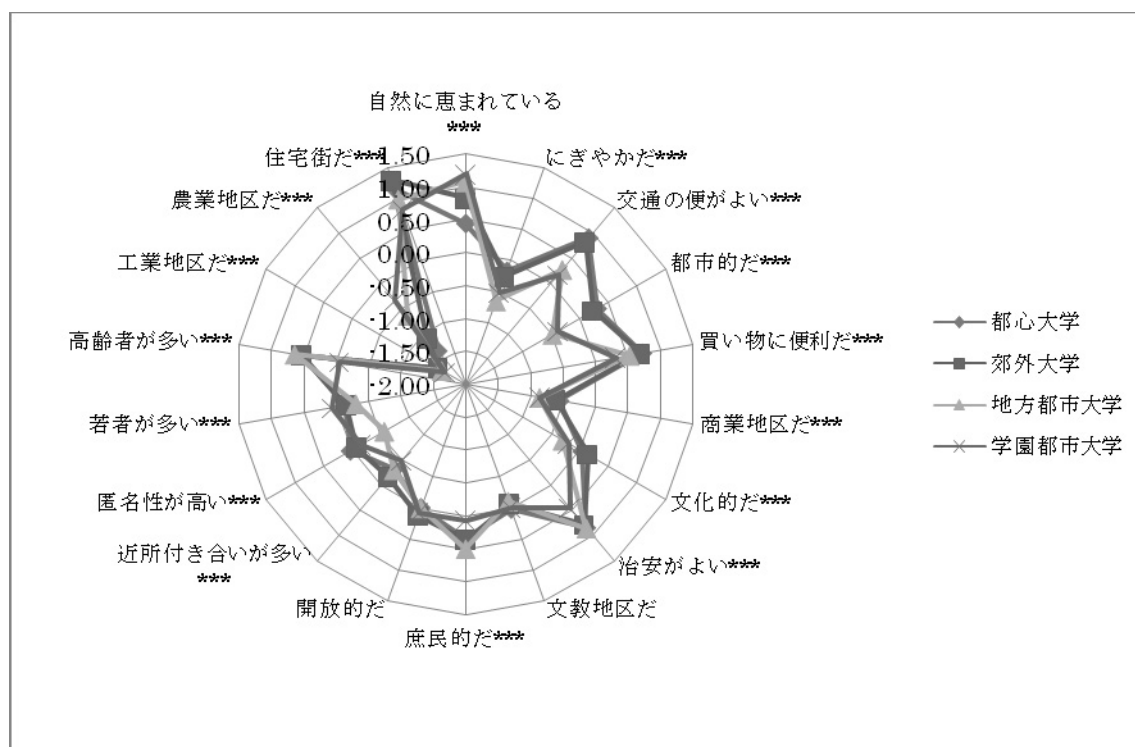 自然に恵まれている
***
にぎやかだ***
交通の便がよい***
都市的だ***
買い物に便利だ***
商業地区だ***
文化的だ***
治安がよい***
文教地区だ
庶民的だ***
開放的だ
近所付き合いが多い
***
匿名性が高い***
若者が多い***
高齢者が多い***
工業地区だ***
農業地区だ***
住宅街だ***
1.50
1.00
0.50
0.00
-0.50
-1.00
-1.50
-2.00
都心大学
郊外大学
地方都市大学
学園都市大学